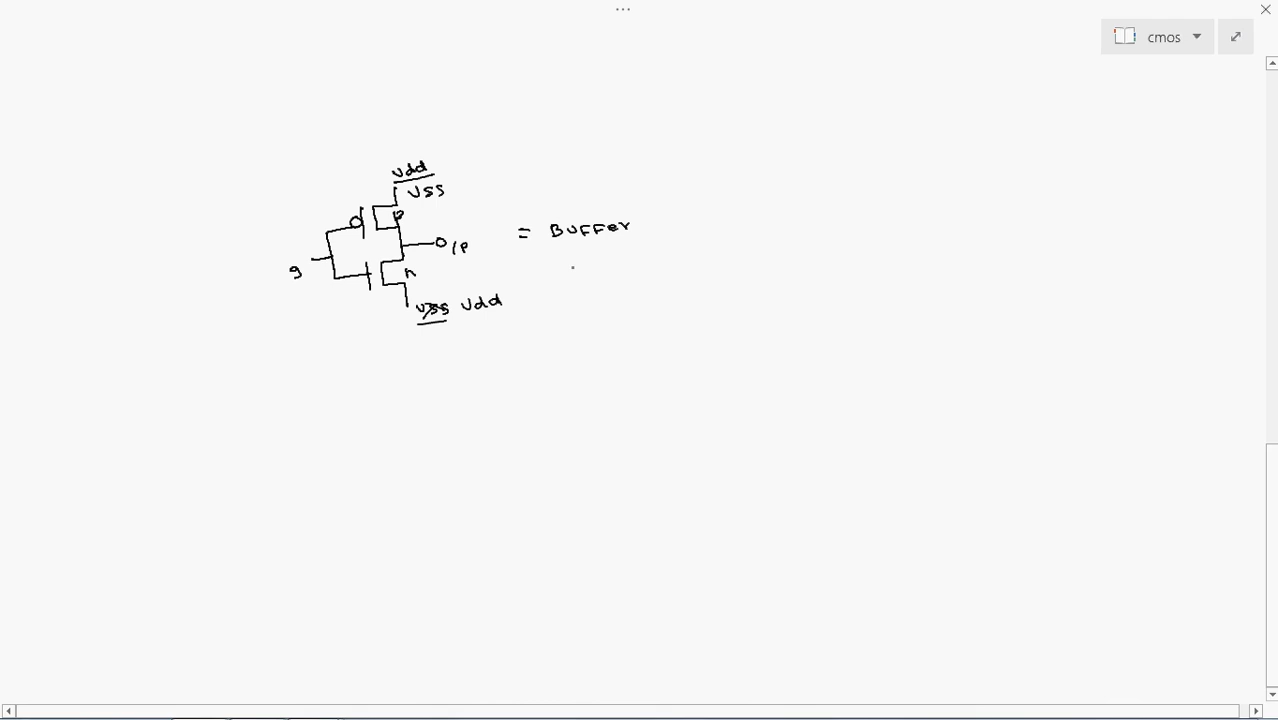 cmos
vdd
vss
p
o/p
= Buffer
g
n
vss vdd